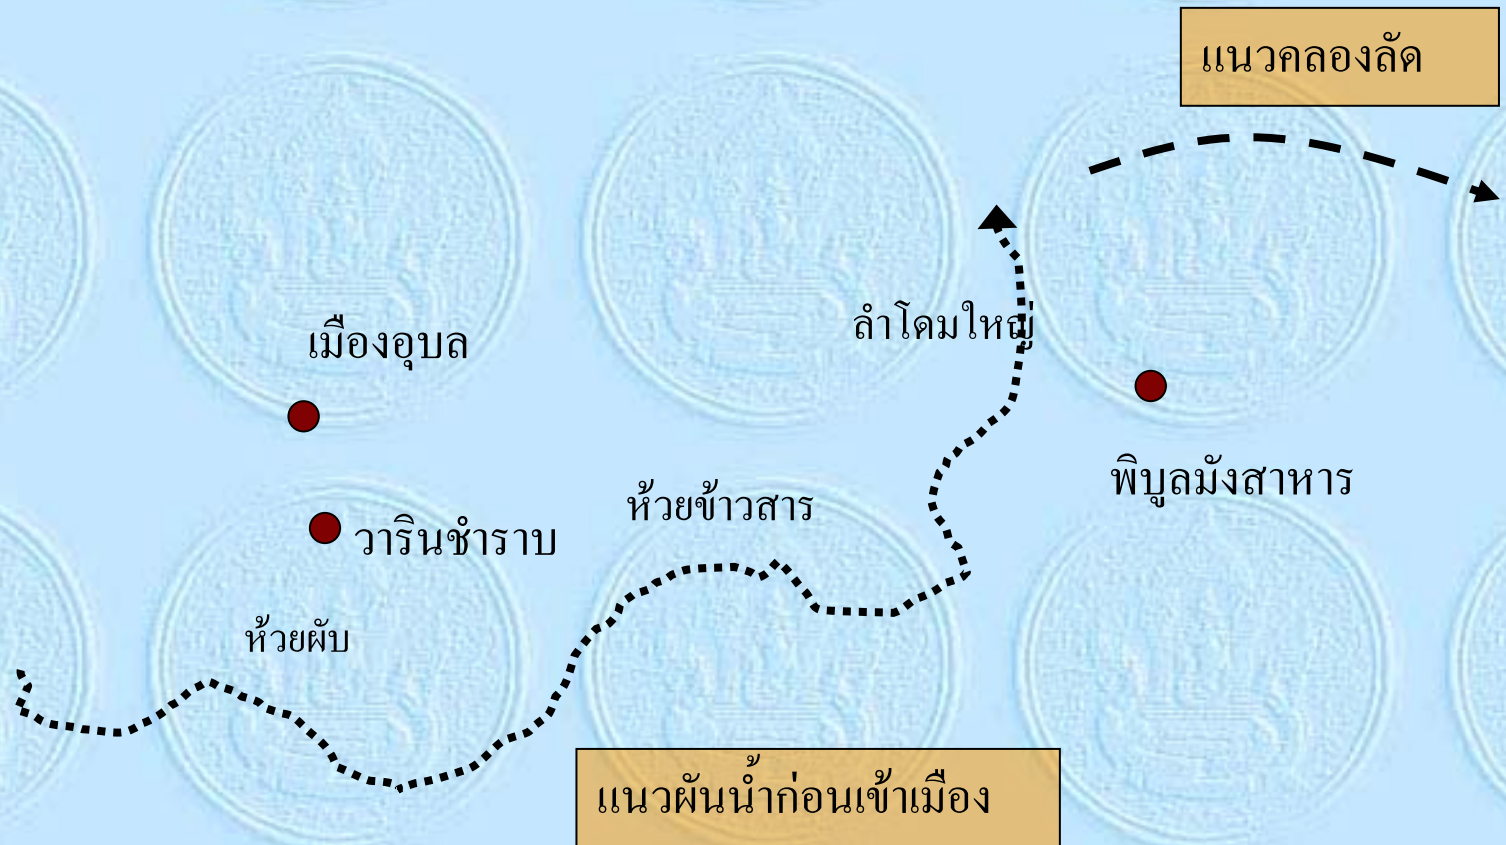 แนวคลองลัด
ลำโดมใหญ่
เมืองอุบล
พิบูลมังสาหาร
ห้วยข้าวสาร
วารินชำราบ
ห้วยผับ
แนวผันน้ำก่อนเข้าเมือง